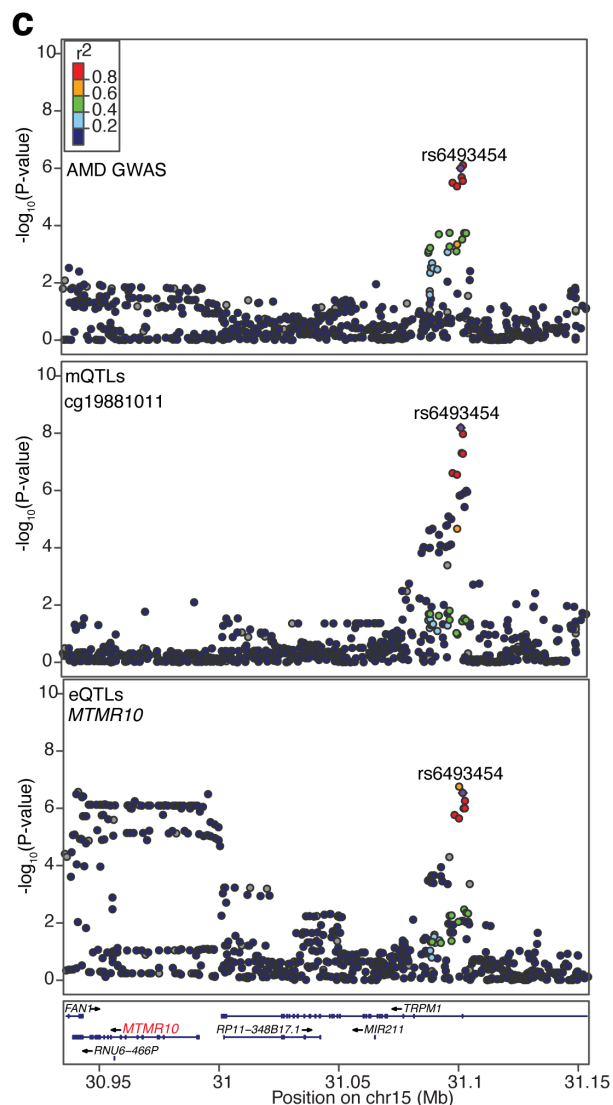 c
r2
0.8
0.6
0.4
0.2
10
8
6
4
2
0
-log10(P-value)
AMD GWAS
rs6493454
10
8
6
4
2
0
-log10(P-value)
mQTLs
cg19881011
rs6493454
10
8
6
4
2
0
-log10(P-value)
eQTLs
MTMR10
rs6493454
FAN1
TRPM1
MTMR10
RP11−348B17.1
MIR211
RNU6−466P
30.95 31 31.05 31.1 31.15
Position on chr15 (Mb)